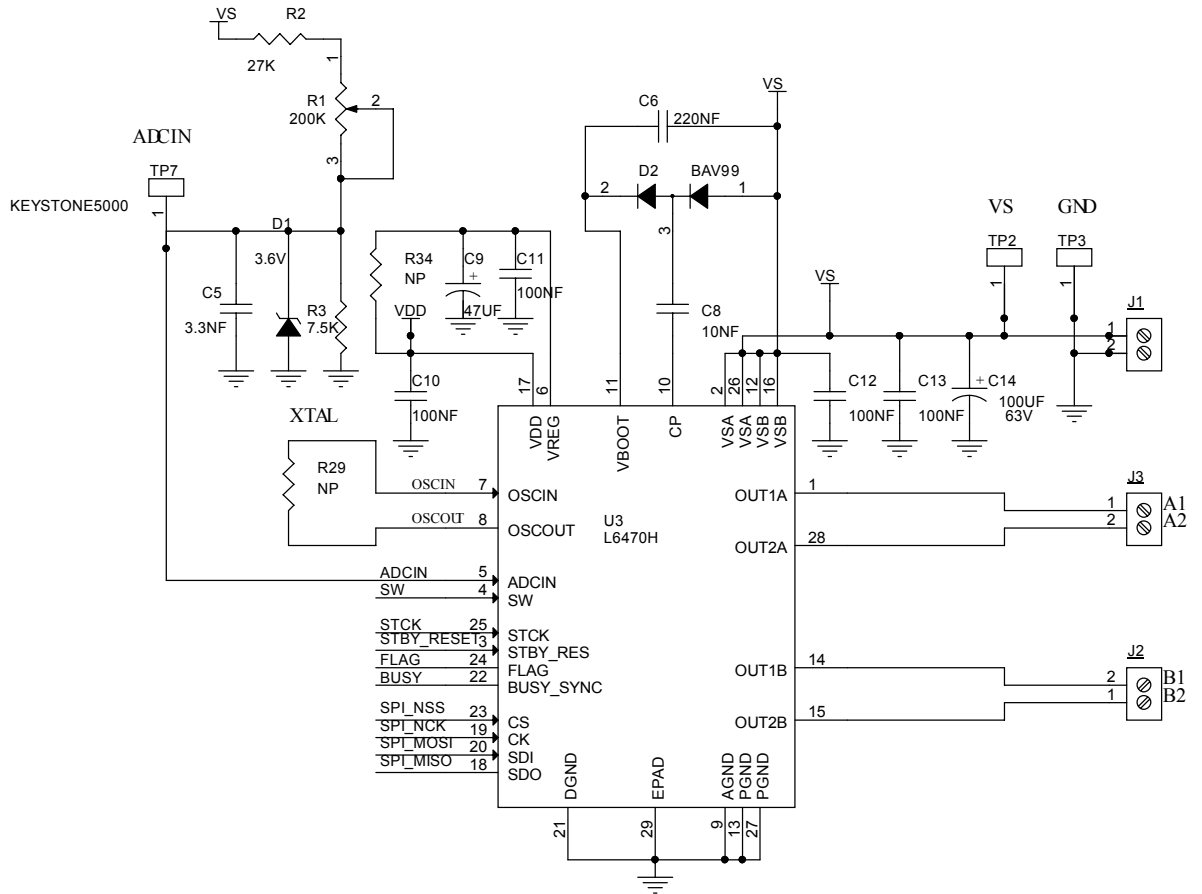 VS
R2
27K
1
R1
200K
2
3
ADCIN
TP7
KEYSTONE5000
1
D1
3.6V
C5
3.3NF
R3
7.5K
R34
NP
C9
+
47UF
C11
100NF
VDD
C10
100NF
C6
220NF
VS
D2
BAV99
2
1
3
C8
10NF
VS
VS
GND
TP2
TP3
1
1
J1
1
2
C12
100NF
C13
100NF
+
C14
100UF
63V
17
6
11
10
2
26
12
16
VDD
VREG
VBOOT
CP
VSA
VSA
VSB
VSB
XTAL
R29
NP
OSCIN
7
OSCIN
OSCOUT
8
OSCOUT
U3
L6470H
ADCIN
5
ADCIN
SW
4
SW
STCK
25
STCK
STBY_RESET
3
STBY_RES
FLAG
24
FLAG
BUSY
22
BUSY_SYNC
SPI_NSS
23
CS
SPI_NCK
19
CK
SPI_MOSI
20
SDI
SPI_MISO
18
SDO
OUT1A
1
OUT2A
28
J3
1
A1
2
A2
OUT1B
14
OUT2B
15
J2
2
B1
1
B2
DGND
EPAD
AGND
PGND
PGND
21
29
9
13
27